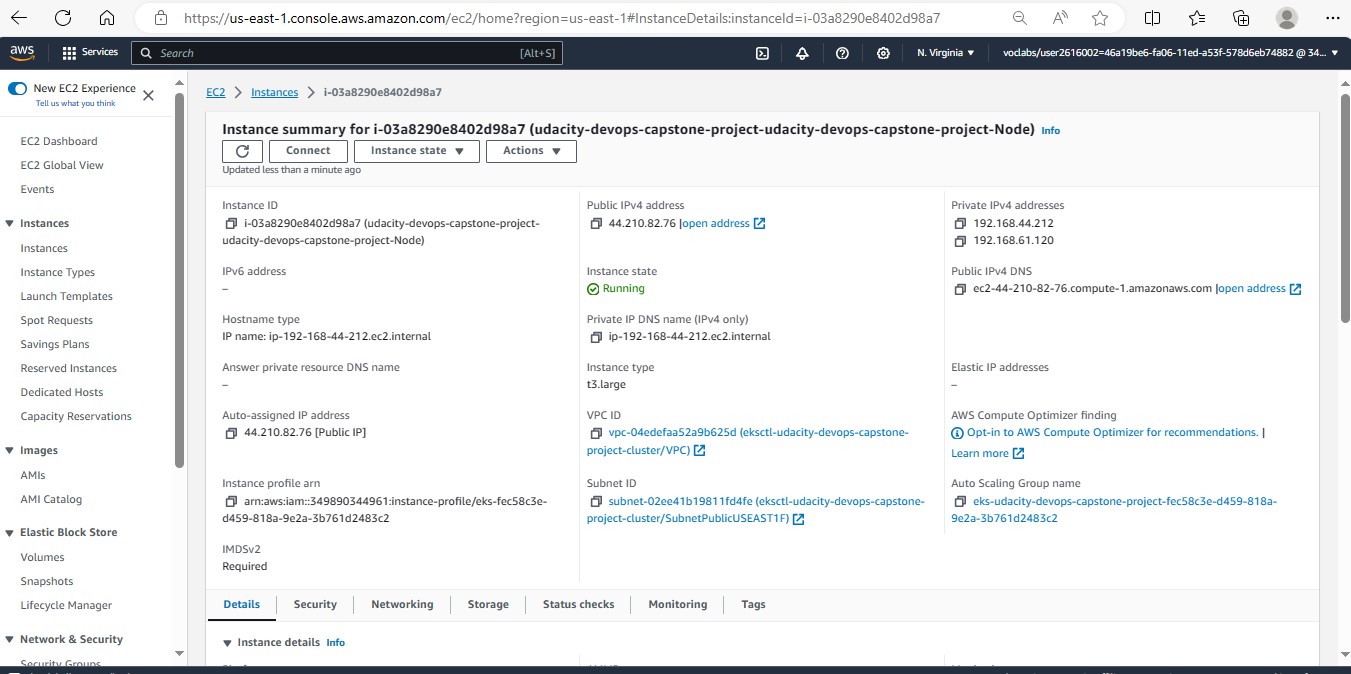 https://us-east-1.console.aws.amazon.com/ec2/home?region=us-east-1#InstanceDetails:instanceId=i-03a8290e8402d98a7
aws
Services
Search
[Alt+S]
N. Virginia
voclabs/user2616002=46a19be6-fa06-11ed-a53f-578d6eb74882 @ 34...
New EC2 Experience
Tell us what you think
EC2 Dashboard
EC2 Global View
Events
Instances
Instances
Instance Types
Launch Templates
Spot Requests
Savings Plans
Reserved Instances
Dedicated Hosts
Capacity Reservations
Images
AMIs
AMI Catalog
Elastic Block Store
Volumes
Snapshots
Lifecycle Manager
Network & Security
Security Groups
EC2 > Instances > i-03a8290e8402d98a7
Instance summary for i-03a8290e8402d98a7 (udacity-devops-capstone-project-udacity-devops-capstone-project-Node) Info
Connect
Instance state
Actions
Updated less than a minute ago
Instance ID
i-03a8290e8402d98a7 (udacity-devops-capstone-project-
udacity-devops-capstone-project-Node)
Public IPv4 address
44.210.82.76 |open address
Private IPv4 addresses
192.168.44.212
192.168.61.120
IPv6 address
–
Instance state
Running
Public IPv4 DNS
ec2-44-210-82-76.compute-1.amazonaws.com |open address
Hostname type
IP name: ip-192-168-44-212.ec2.internal
Private IP DNS name (IPv4 only)
ip-192-168-44-212.ec2.internal
Answer private resource DNS name
–
Instance type
t3.large
Elastic IP addresses
–
Auto-assigned IP address
44.210.82.76 [Public IP]
VPC ID
vpc-04edefaa52a9b625d (eksctl-udacity-devops-capstone-
project-cluster/VPC)
AWS Compute Optimizer finding
Opt-in to AWS Compute Optimizer for recommendations. |
Learn more
Instance profile arn
arn:aws:iam::349890344961:instance-profile/eks-fec58c3e-
d459-818a-9e2a-3b761d2483c2
Subnet ID
subnet-02ee41b19811fd4fe (eksctl-udacity-devops-capstone-
project-cluster/SubnetPublicUSEAST1F)
Auto Scaling Group name
eks-udacity-devops-capstone-project-fec58c3e-d459-818a-
9e2a-3b761d2483c2
IMDSv2
Required
Details
Security
Networking
Storage
Status checks
Monitoring
Tags
Instance details Info